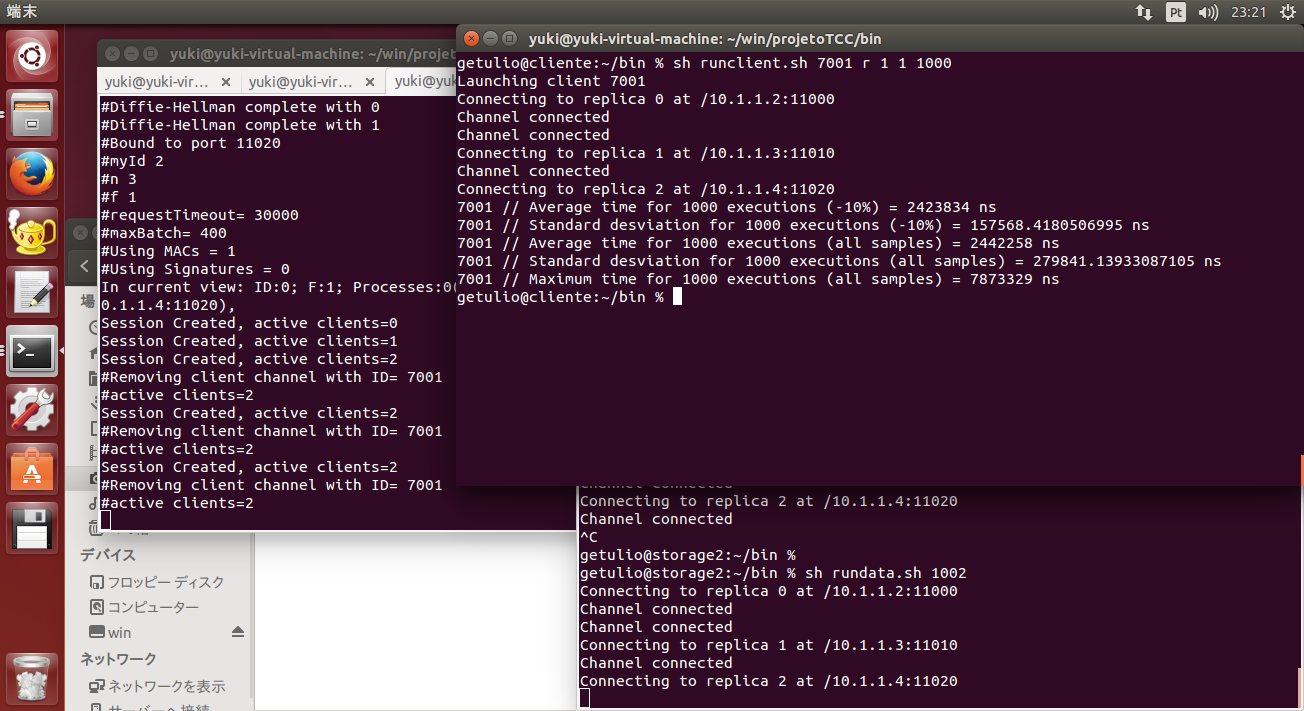 端末
Pt
23:21
yuki@yuki-virtual-machine: ~/win/projet
yuki@yuki-vir...
yuki@yuki-vir...
yuki@yuk
#Diffie-Hellman complete with 0
#Diffie-Hellman complete with 1
#Bound to port 11020
#myId 2
#n 3
#f 1
#requestTimeout= 30000
#maxBatch= 400
#Using MACs = 1
#Using Signatures = 0
In current view: ID:0; F:1; Processes:0(
0.1.1.4:11020),
Session Created, active clients=0
Session Created, active clients=1
Session Created, active clients=2
#Removing client channel with ID= 7001
#active clients=2
Session Created, active clients=2
#Removing client channel with ID= 7001
#active clients=2
Session Created, active clients=2
#Removing client channel with ID= 7001
#active clients=2
yuki@yuki-virtual-machine: ~/win/projetoTCC/bin
getulio@cliente:~/bin % sh runclient.sh 7001 r 1 1 1000
Launching client 7001
Connecting to replica 0 at /10.1.1.2:11000
Channel connected
Channel connected
Connecting to replica 1 at /10.1.1.3:11010
Channel connected
Connecting to replica 2 at /10.1.1.4:11020
7001 // Average time for 1000 executions (-10%) = 2423834 ns
7001 // Standard desviation for 1000 executions (-10%) = 157568.4180506995 ns
7001 // Average time for 1000 executions (all samples) = 2442258 ns
7001 // Standard desviation for 1000 executions (all samples) = 279841.13933087105 ns
7001 // Maximum time for 1000 executions (all samples) = 7873329 ns
getulio@cliente:~/bin %
Channel connected
Connecting to replica 2 at /10.1.1.4:11020
Channel connected
^C
getulio@storage2:~/bin %
getulio@storage2:~/bin % sh rundata.sh 1002
Connecting to replica 0 at /10.1.1.2:11000
Channel connected
Channel connected
Connecting to replica 1 at /10.1.1.3:11010
Channel connected
Connecting to replica 2 at /10.1.1.4:11020
場
デバイス
フロッピー ディスク
コンピューター
win
ネットワーク
ネットワークを表示
サーバーへ接続